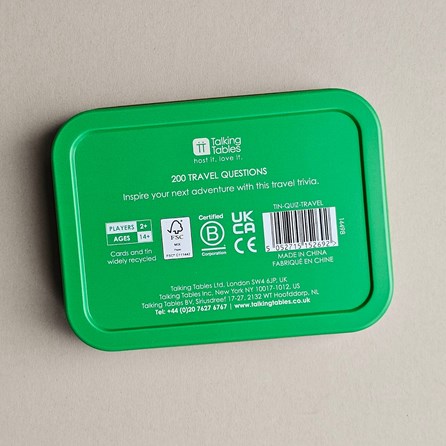 Talking
Tables
host it. love it.
200 TRAVEL QUESTIONS
Inspire your next adventure with this travel trivia.
TIN-QUIZ-TRAVEL
PLAYERS 2+
AGES 14+
Cards and tin
widely recycled
FSC
MIX
Certified
B
Corporation
UK
CA
CE
MADE IN CHINA
FABRIQUÉ EN CHINE
Talking Tables Ltd, London SW4 6JP, UK
Talking Tables Inc, New York NY 10017-1012, US
Talking Tables BV, Siriusdreef 17-27, 2132 WT Hoofddorp, NL
Tel: +44 (0)20 7627 6767 | www.talkingtables.co.uk